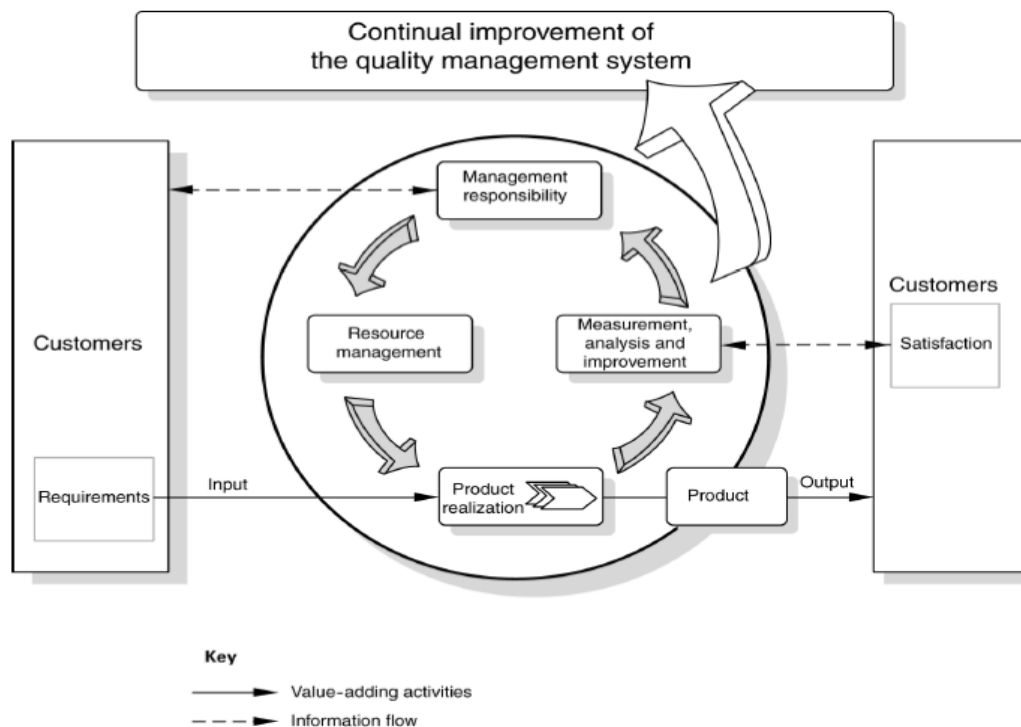 Continual improvement of
the quality management system
Management
responsibility
Customers
Resource
management
Measurement,
analysis and
improvement
Customers
Satisfaction
Requirements
Input
Product
realization
Product
Output
Key
Value-adding activities
Information flow